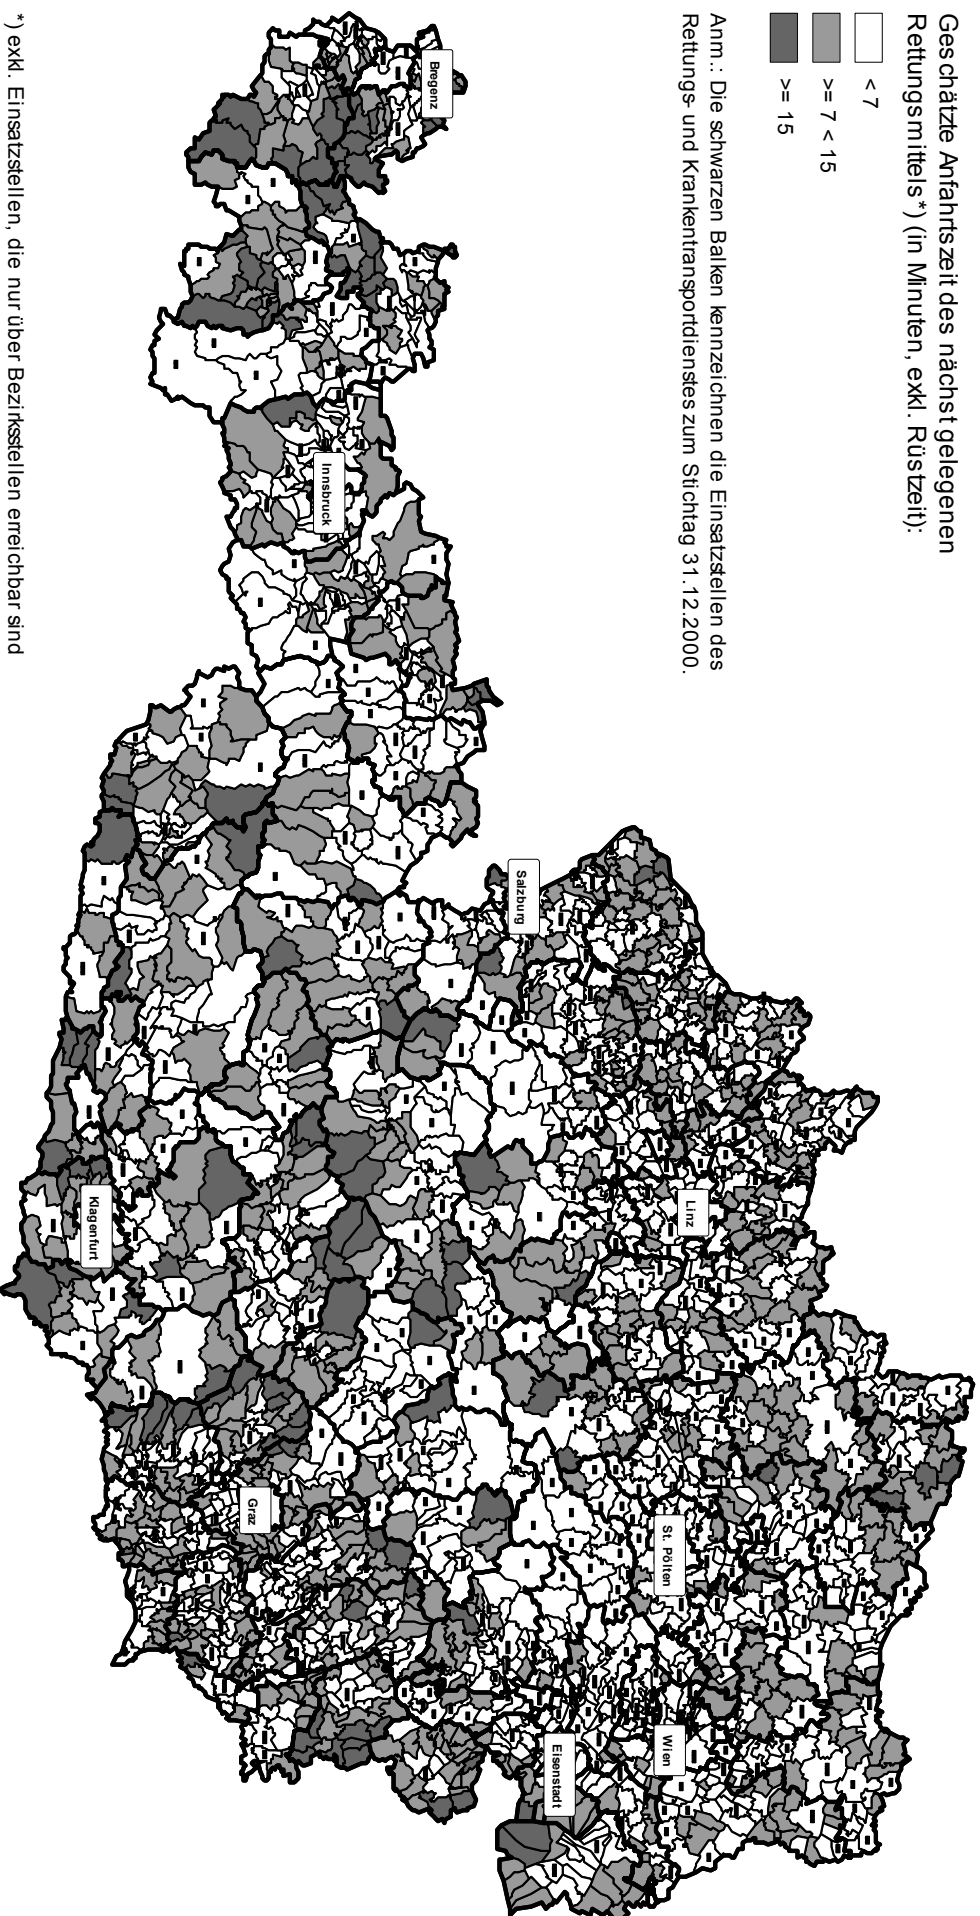 Geschätzte Anfahrtszeit des nächstgelegenen
Rettungsmittels*) (in Minuten, exkl. Rüstzeit):
< 7
>= 7 < 15
>= 15
Anm.: Die schwarzen Balken kennzeichnen die Einsatzstellen des
Rettungs- und Krankentransportdienstes zum Stichtag 31.12.2000.
Bregenz
Innsbruck
Salzburg
Linz
Klagenfurt
St. Pölten
Graz
Wien
Eisenstadt
*) exkl. Einsatzstellen, die nur über Bezirksstellen erreichbar sind